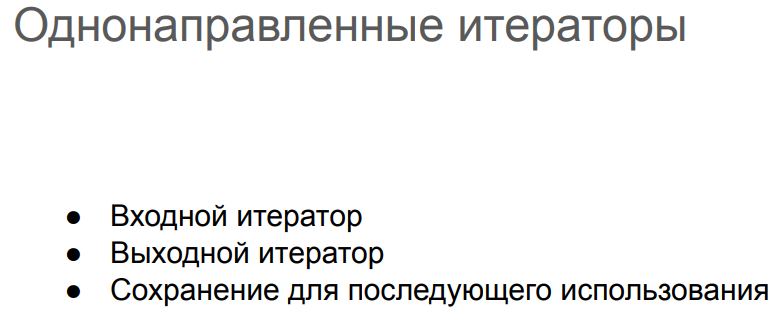 Однонаправленные итераторы
● Входной итератор
● Выходной итератор
● Сохранение для последующего использования